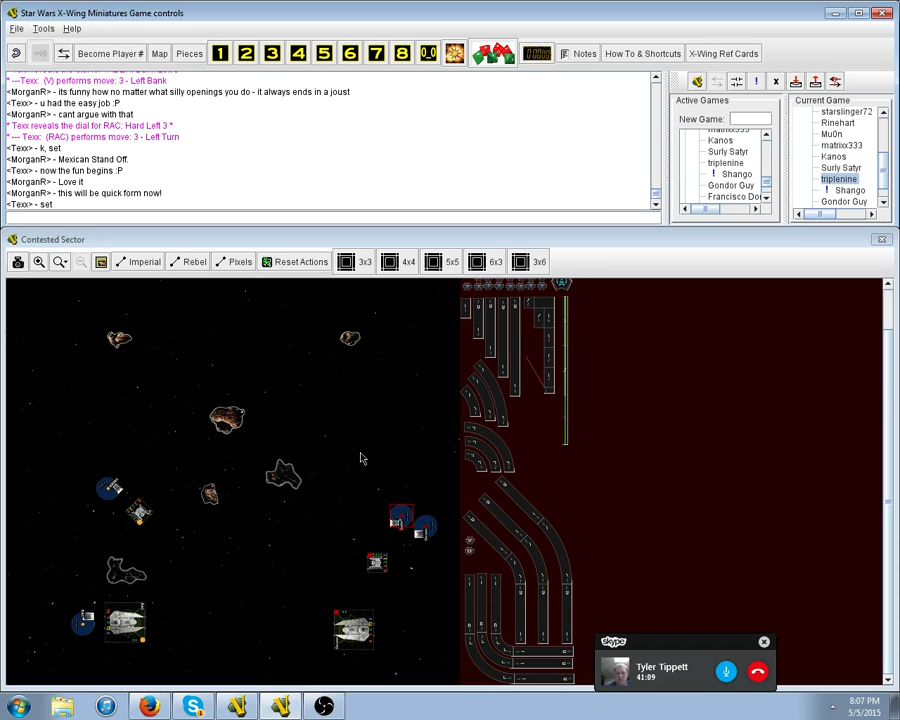 Star Wars X-Wing Miniatures Game controls
File Tools Help
Become Player # Map Pieces 1 2 3 4 5 6 7 8 Notes How To & Shortcuts X-Wing Ref Cards
* ---Texx: (V) performs move: 3 - Left Bank
<MorganR> - its funny how no matter what silly openings you do - it always ends in a joust
<Texx> - u had the easy job :P
<MorganR> - cant argue with that
* Texx reveals the dial for RAC: Hard Left 3 *
* --- Texx: (RAC) performs move: 3 - Left Turn
<Texx> - k, set
<MorganR> - Mexican Stand Off.
<Texx> - now the fun begins :P
<MorganR> - Love it
<MorganR> - this will be quick form now!
<Texx> - set
Active Games
New Game:
matrixx333
Kanos
Surly Satyr
triplenine
! Shango
Gondor Guy
Francisco Do
Current Game
starslinger72
Rinehart
Mu0n
matrixx333
Kanos
Surly Satyr
triplenine
! Shango
Gondor Guy
Contested Sector
Imperial Rebel Pixels Reset Actions 3x3 4x4 5x5 6x3 3x6
skype
Tyler Tippett
41:09
8:07 PM
5/5/2015